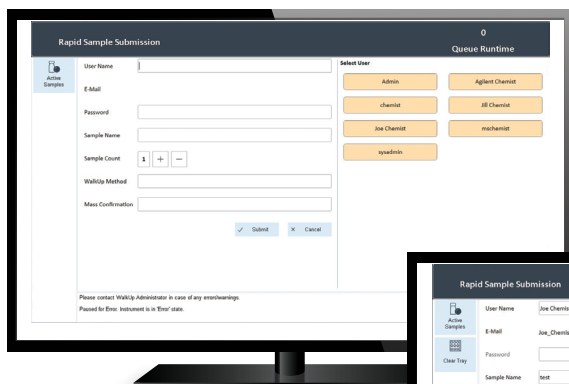 Rapid Sample Submission
0
Queue Runtime
Active
Samples
User Name
E-Mail
Password
Sample Name
Sample Count 1 + −
WalkUp Method
Mass Confirmation
✓ Submit × Cancel
Select User
Admin Agilent Chemist
chemist Jill Chemist
Joe Chemist mschemist
sysadmin
Please contact WalkUp Administrator in case of any errors/warnings.
Paused for Error. Instrument is in 'Error' state.
Rapid Sample Submission
Active
Samples
Clear Tray
User Name Joe Chemis
E-Mail Joe_Chemis
Password
Sample Name test